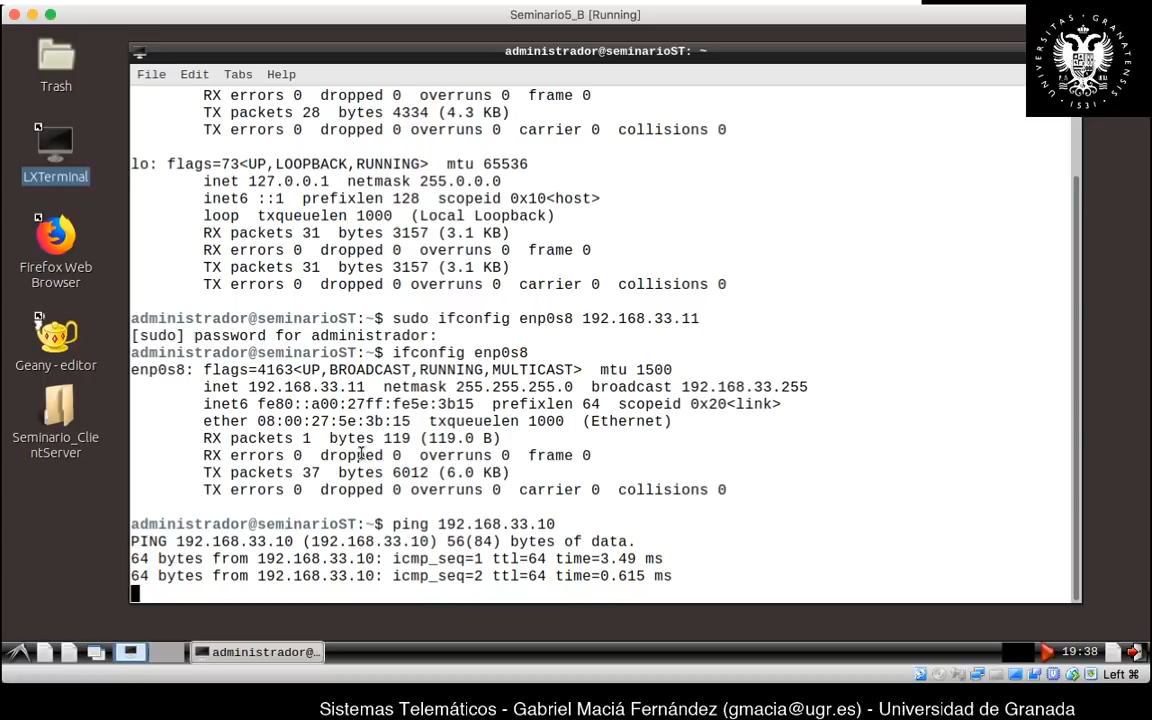 Seminario5_B [Running]
administrador@seminarioST: ~
File Edit Tabs Help
RX errors 0 dropped 0 overruns 0 frame 0
TX packets 28 bytes 4334 (4.3 KB)
TX errors 0 dropped 0 overruns 0 carrier 0 collisions 0
lo: flags=73<UP,LOOPBACK,RUNNING> mtu 65536
inet 127.0.0.1 netmask 255.0.0.0
inet6 ::1 prefixlen 128 scopeid 0x10<host>
loop txqueuelen 1000 (Local Loopback)
RX packets 31 bytes 3157 (3.1 KB)
RX errors 0 dropped 0 overruns 0 frame 0
TX packets 31 bytes 3157 (3.1 KB)
TX errors 0 dropped 0 overruns 0 carrier 0 collisions 0
administrador@seminarioST:~$ sudo ifconfig enp0s8 192.168.33.11
[sudo] password for administrador:
administrador@seminarioST:~$ ifconfig enp0s8
enp0s8: flags=4163<UP,BROADCAST,RUNNING,MULTICAST> mtu 1500
inet 192.168.33.11 netmask 255.255.255.0 broadcast 192.168.33.255
inet6 fe80::a00:27ff:fe5e:3b15 prefixlen 64 scopeid 0x20<link>
ether 08:00:27:5e:3b:15 txqueuelen 1000 (Ethernet)
RX packets 1 bytes 119 (119.0 B)
RX errors 0 dropped 0 overruns 0 frame 0
TX packets 37 bytes 6012 (6.0 KB)
TX errors 0 dropped 0 overruns 0 carrier 0 collisions 0
administrador@seminarioST:~$ ping 192.168.33.10
PING 192.168.33.10 (192.168.33.10) 56(84) bytes of data.
64 bytes from 192.168.33.10: icmp_seq=1 ttl=64 time=3.49 ms
64 bytes from 192.168.33.10: icmp_seq=2 ttl=64 time=0.615 ms
Trash
LXTerminal
Firefox Web
Browser
Geany - editor
Seminario_Clie
ntServer
UNIVERSITAS GRANATENSIS
1531
administrador@...
19:38
Left ⌘
Sistemas Telemáticos - Gabriel Maciá Fernández (gmacia@ugr.es) - Universidad de Granada